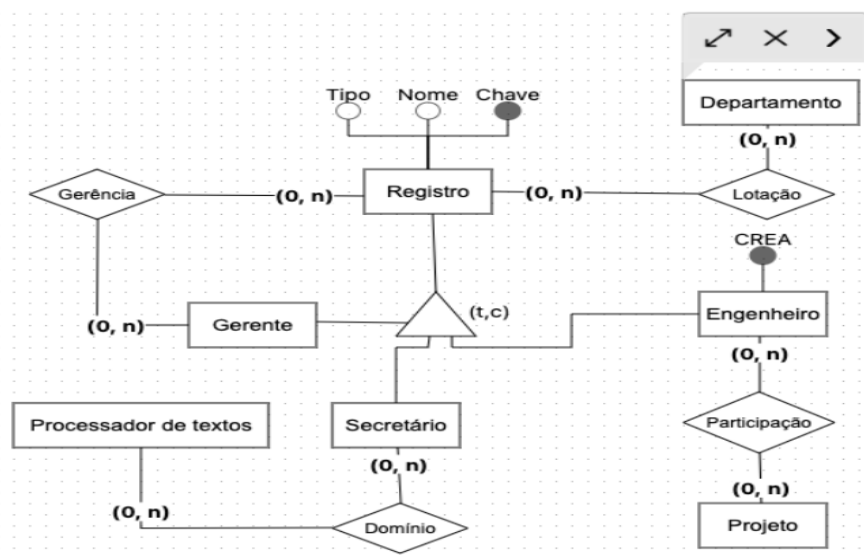 Tipo Nome Chave
Departamento
(0, n)
Gerência
(0, n)
Registro
(0, n)
Lotação
CREA
(0, n)
Gerente
(t,c)
Engenheiro
(0, n)
Processador de textos
Secretário
Participação
(0, n)
(0, n)
(0, n)
Domínio
Projeto